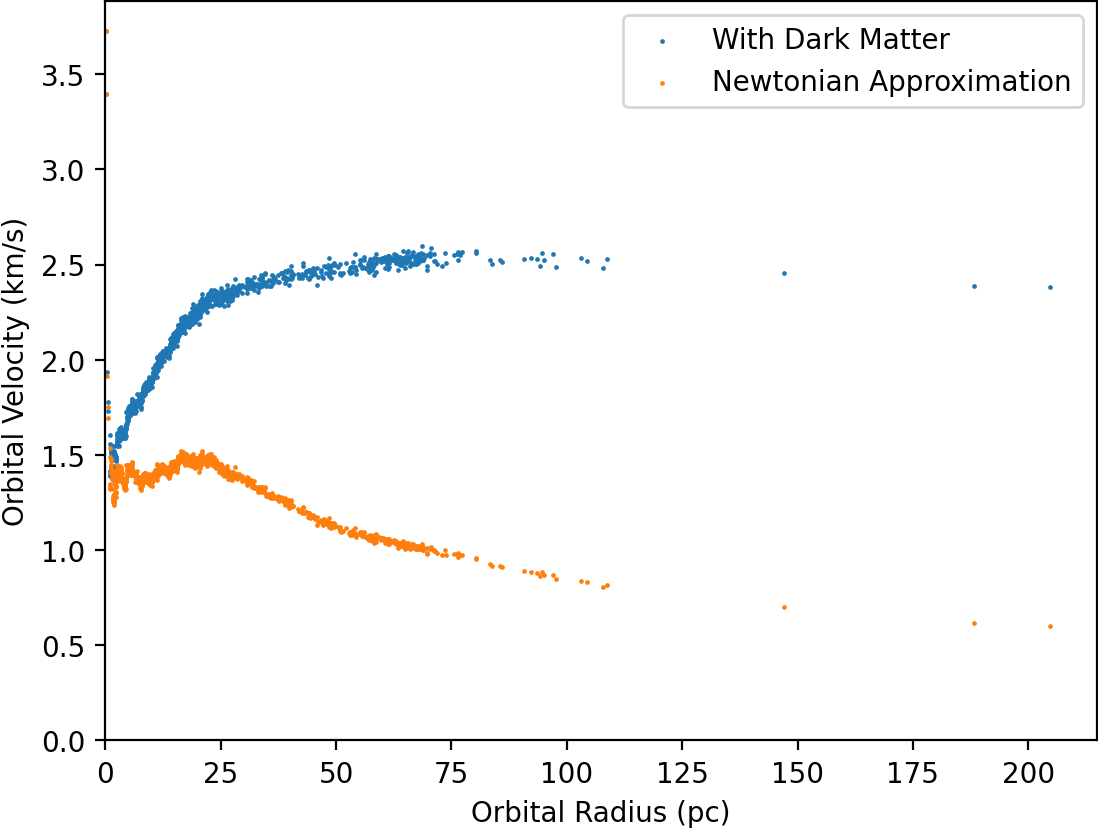 With Dark Matter
Newtonian Approximation
3.5
3.0
2.5
2.0
1.5
1.0
0.5
0.0
Orbital Velocity (km/s)
0 25 50 75 100 125 150 175 200
Orbital Radius (pc)